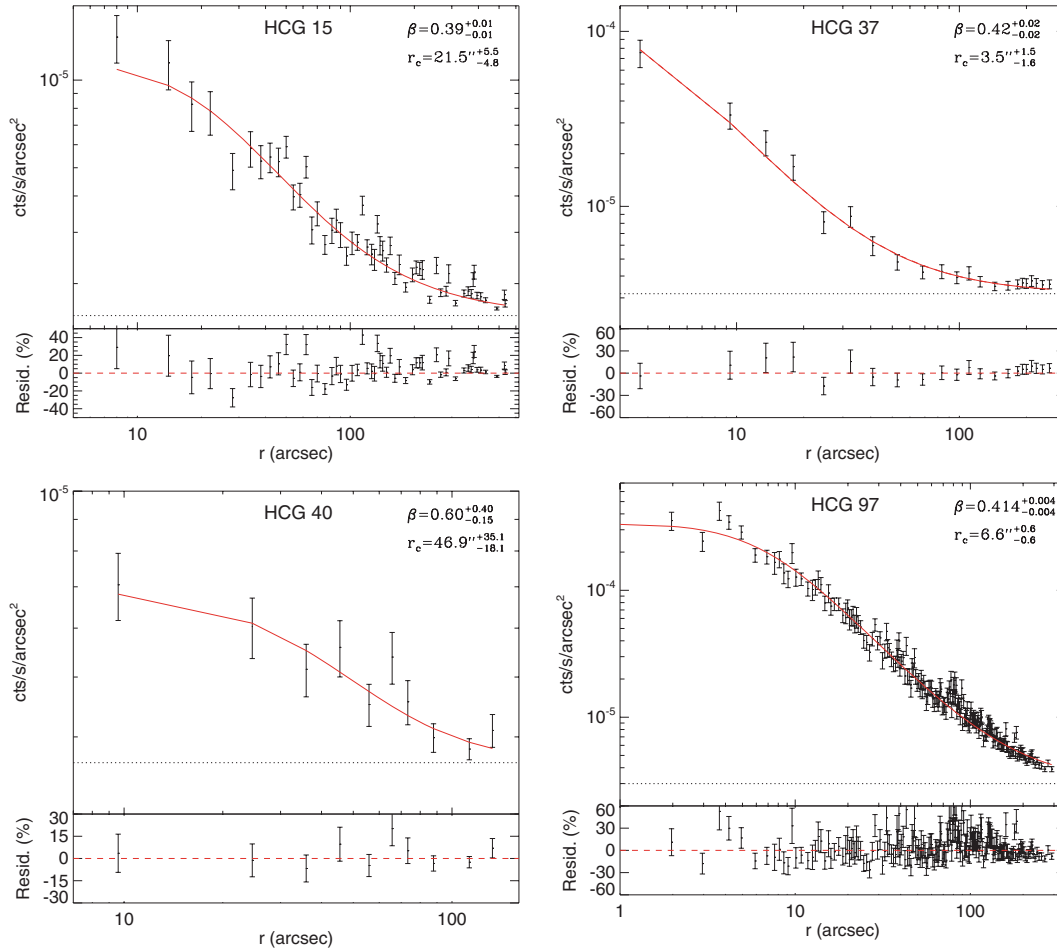 HCG 15
β=0.39+0.01−0.01
r_c=21.5″+5.5−4.8
10^-5
cts/s/arcsec²
40
20
0
-20
-40
Resid. (%)
10 100
r (arcsec)
HCG 37
β=0.42+0.02−0.02
r_c=3.5″+1.5−1.6
10^-4
10^-5
cts/s/arcsec²
60
30
0
-30
-60
Resid. (%)
10 100
r (arcsec)
HCG 40
β=0.60+0.40−0.15
r_c=46.9″+35.1−18.1
10^-5
cts/s/arcsec²
30
15
0
-15
-30
Resid. (%)
10 100
r (arcsec)
HCG 97
β=0.414+0.004−0.004
r_c=6.6″+0.6−0.6
10^-4
10^-5
cts/s/arcsec²
60
30
0
-30
-60
Resid. (%)
1 10 100
r (arcsec)